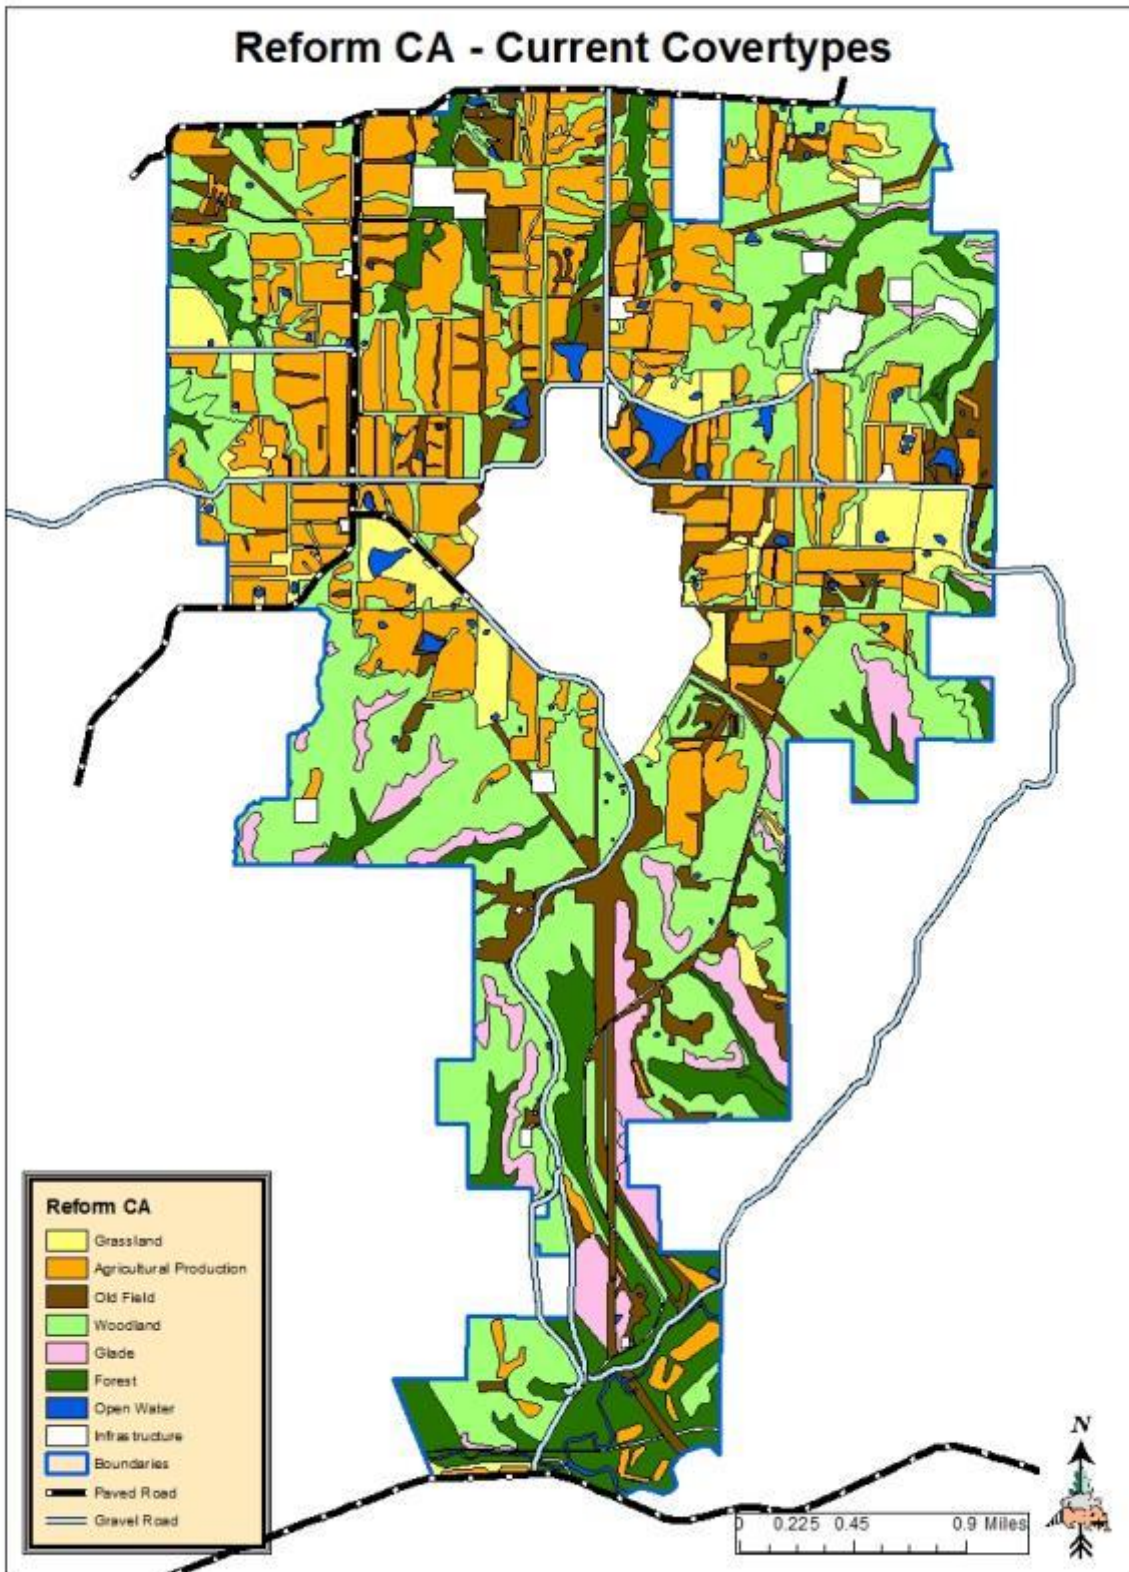 Reform CA - Current Covertypes
Reform CA
Grassland
Agricultural Production
Old Field
Woodland
Glade
Forest
Open Water
Infrastructure
Boundaries
Paved Road
Gravel Road
N
0 0.225 0.45 0.9 Miles